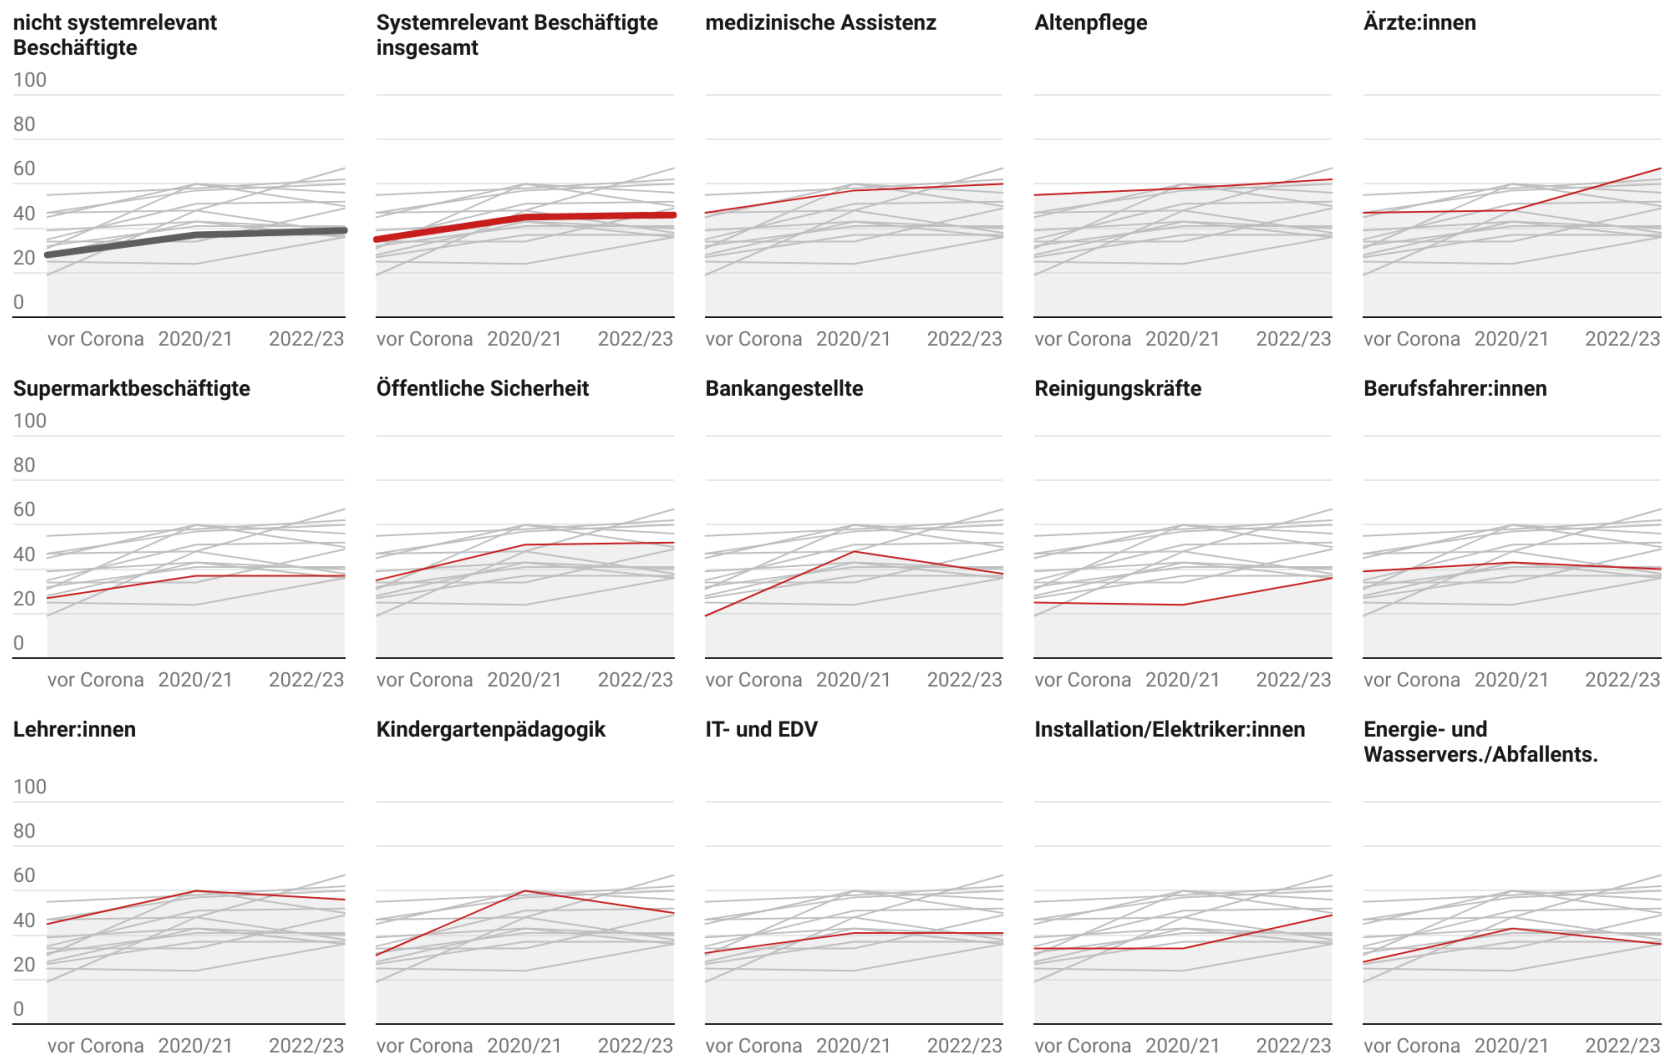 nicht systemrelevant
Beschäftigte
Systemrelevant Beschäftigte
insgesamt
medizinische Assistenz
Altenpflege
Ärzte:innen
100
80
60
40
20
0
vor Corona 2020/21 2022/23
vor Corona 2020/21 2022/23
vor Corona 2020/21 2022/23
vor Corona 2020/21 2022/23
vor Corona 2020/21 2022/23
Supermarktbeschäftigte
Öffentliche Sicherheit
Bankangestellte
Reinigungskräfte
Berufsfahrer:innen
100
80
60
40
20
0
vor Corona 2020/21 2022/23
vor Corona 2020/21 2022/23
vor Corona 2020/21 2022/23
vor Corona 2020/21 2022/23
vor Corona 2020/21 2022/23
Lehrer:innen
Kindergartenpädagogik
IT- und EDV
Installation/Elektriker:innen
Energie- und
Wasservers./Abfallents.
100
80
60
40
20
0
vor Corona 2020/21 2022/23
vor Corona 2020/21 2022/23
vor Corona 2020/21 2022/23
vor Corona 2020/21 2022/23
vor Corona 2020/21 2022/23